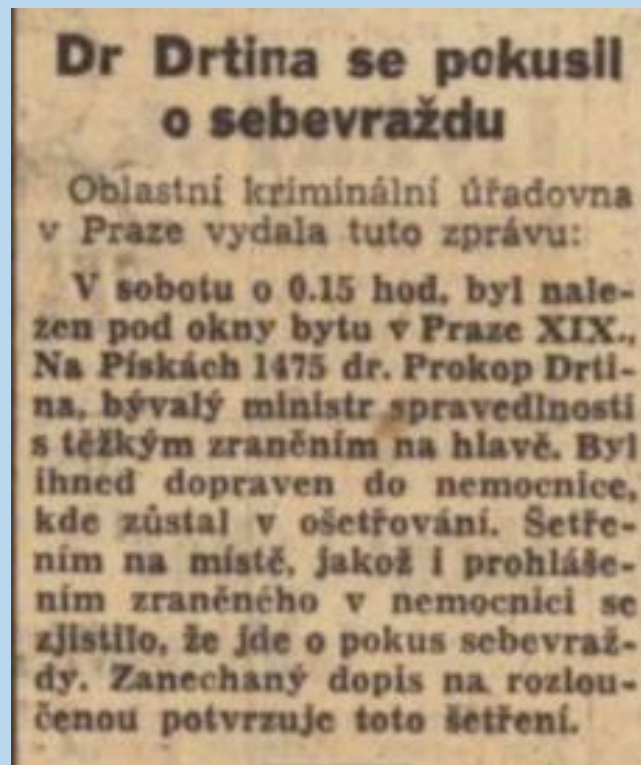 Dr Drtina se pokusil
o sebevraždu
Oblastní kriminální úřadovna
v Praze vydala tuto zprávu:
V sobotu o 0.15 hod. byl nale-
zen pod okny bytu v Praze XIX.,
Na Pískách 1475 dr. Prokop Drti-
na, bývalý ministr spravedlnosti
s těžkým zraněním na hlavě. Byl
ihned dopraven do nemocnice,
kde zůstal v ošetřování. Šetře-
ním na místě, jakož i prohláše-
ním zraněného v nemocnici se
zjistilo, že jde o pokus sebevraž-
dy. Zanechaný dopis na rozlou-
čenou potvrzuje toto šetření.